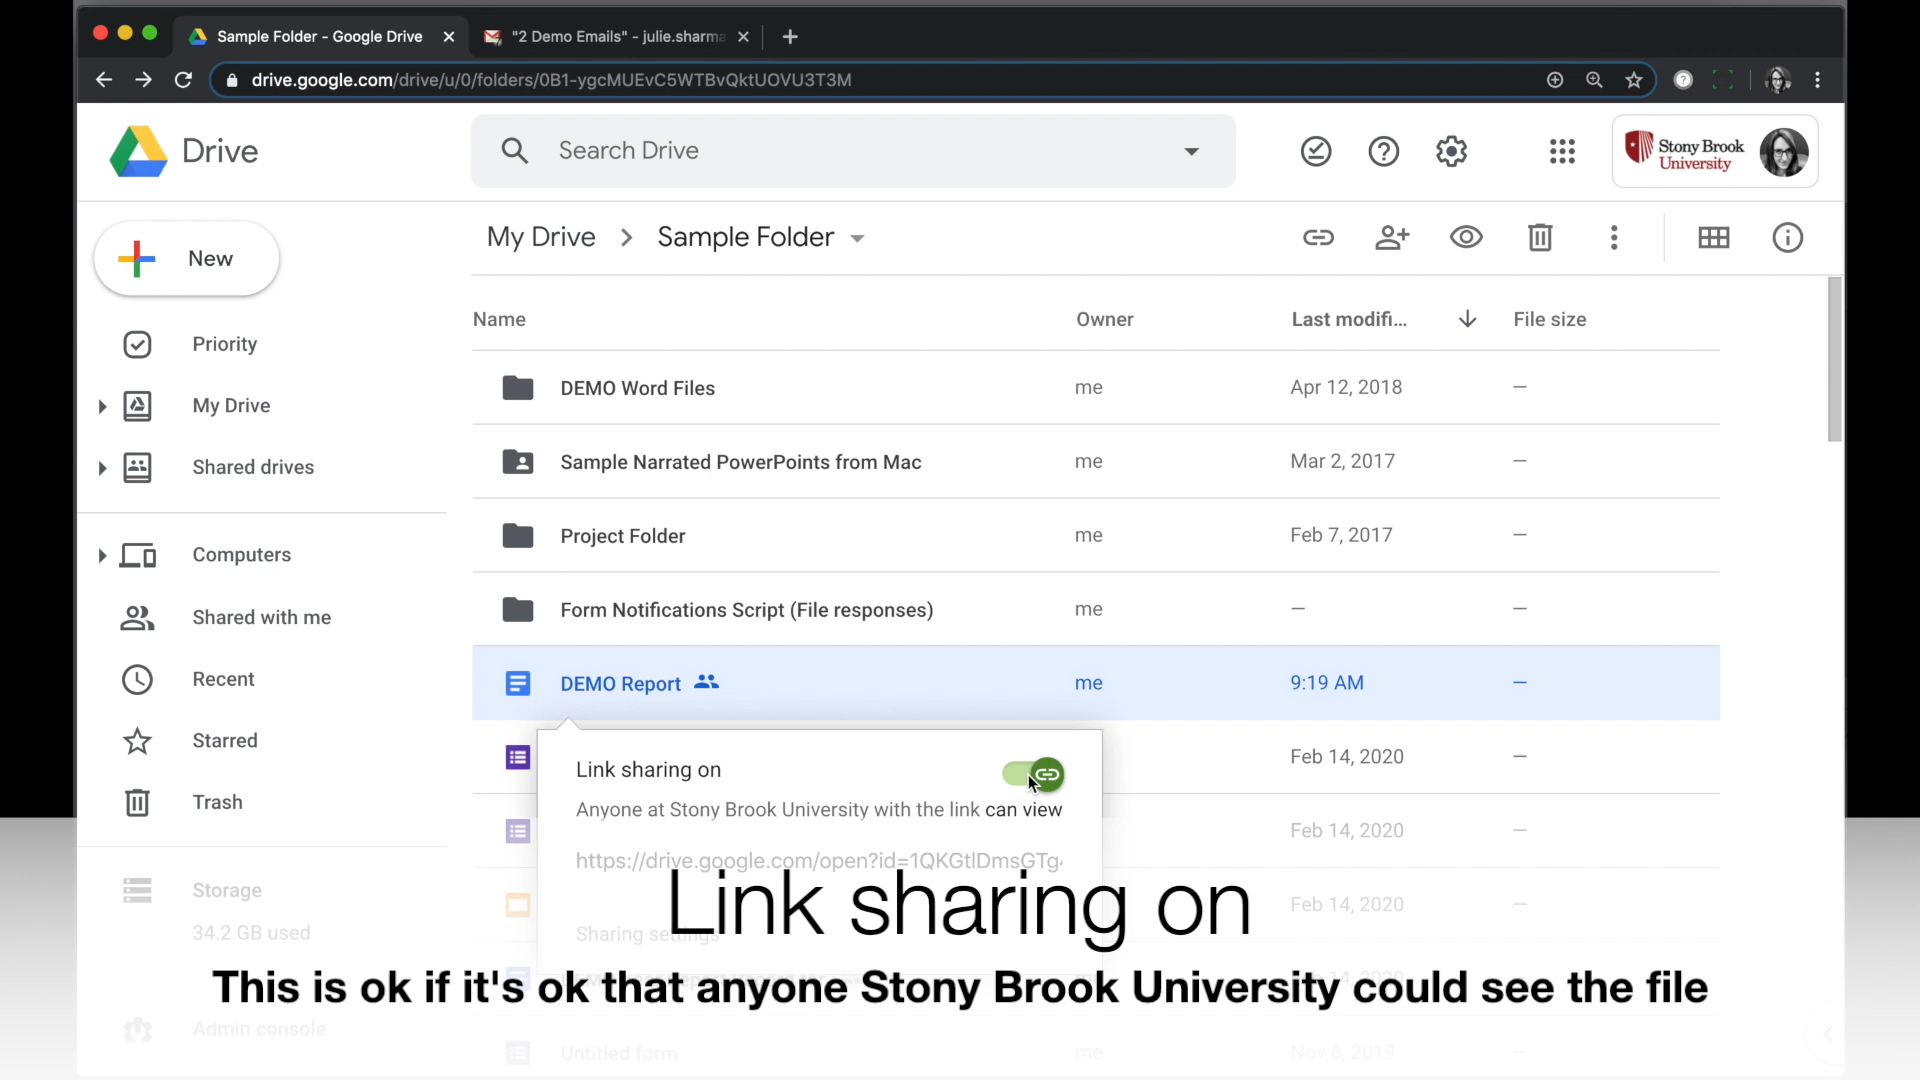 Sample Folder - Google Drive
"2 Demo Emails" - julie.sharma
drive.google.com/drive/u/0/folders/0B1-ygcMUEvC5WTBvQktUOVU3T3M
Drive
Search Drive
Stony Brook
University
My Drive > Sample Folder
New
Name Owner Last modifi... File size
Priority
DEMO Word Files me Apr 12, 2018 —
My Drive
Sample Narrated PowerPoints from Mac me Mar 2, 2017 —
Shared drives
Project Folder me Feb 7, 2017 —
Computers
Form Notifications Script (File responses) me — —
Shared with me
DEMO Report me 9:19 AM —
Recent
Starred
Feb 14, 2020 —
Link sharing on
Anyone at Stony Brook University with the link can view
Trash
Feb 14, 2020 —
https://drive.google.com/open?id=1QKGtlDmsGTg
Storage
34.2 GB used
Feb 14, 2020 —
Sharing settings
Link sharing on
This is ok if it's ok that anyone Stony Brook University could see the file
Admin console
Untitled form me Nov 6, 2019 —